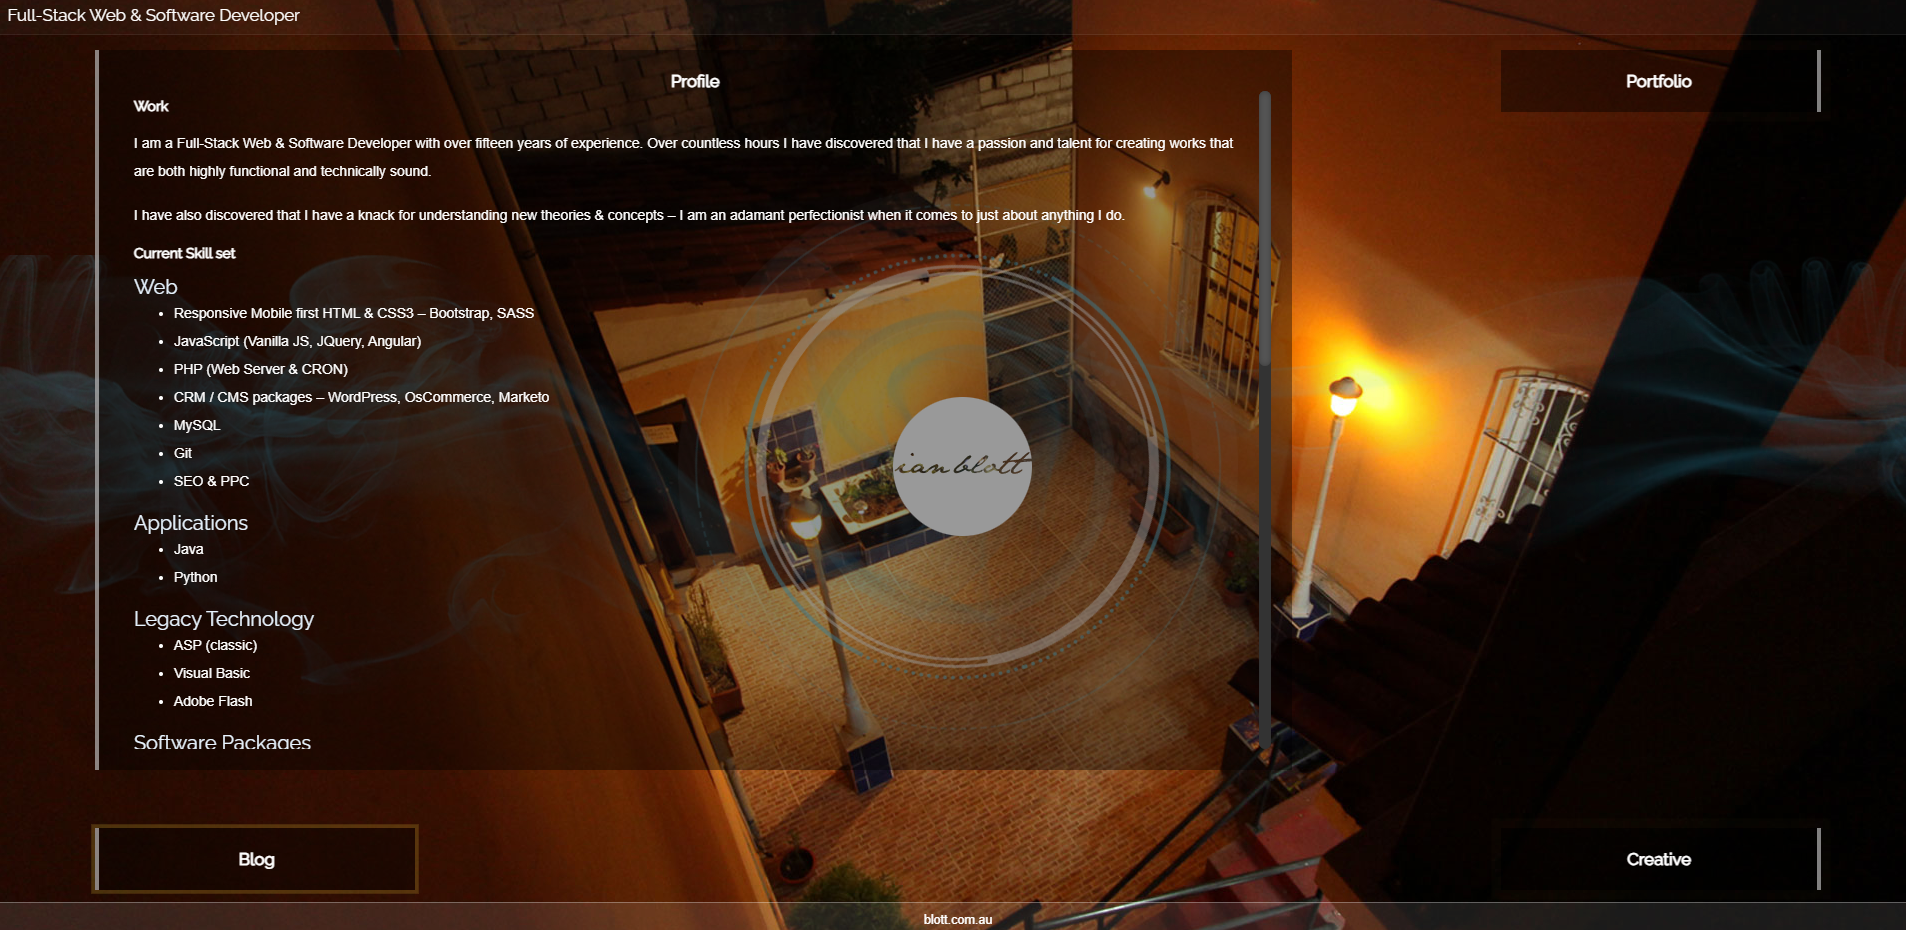 Full-Stack Web & Software Developer
Profile
Portfolio
Work
I am a Full-Stack Web & Software Developer with over fifteen years of experience. Over countless hours I have discovered that I have a passion and talent for creating works that
are both highly functional and technically sound.
I have also discovered that I have a knack for understanding new theories & concepts – I am an adamant perfectionist when it comes to just about anything I do.
Current Skill set
Web
• Responsive Mobile first HTML & CSS3 – Bootstrap, SASS
• JavaScript (Vanilla JS, JQuery, Angular)
• PHP (Web Server & CRON)
• CRM / CMS packages – WordPress, OsCommerce, Marketo
• MySQL
• Git
• SEO & PPC
ian blott
Applications
• Java
• Python
Legacy Technology
• ASP (classic)
• Visual Basic
• Adobe Flash
Software Packages
Blog
Creative
blott.com.au